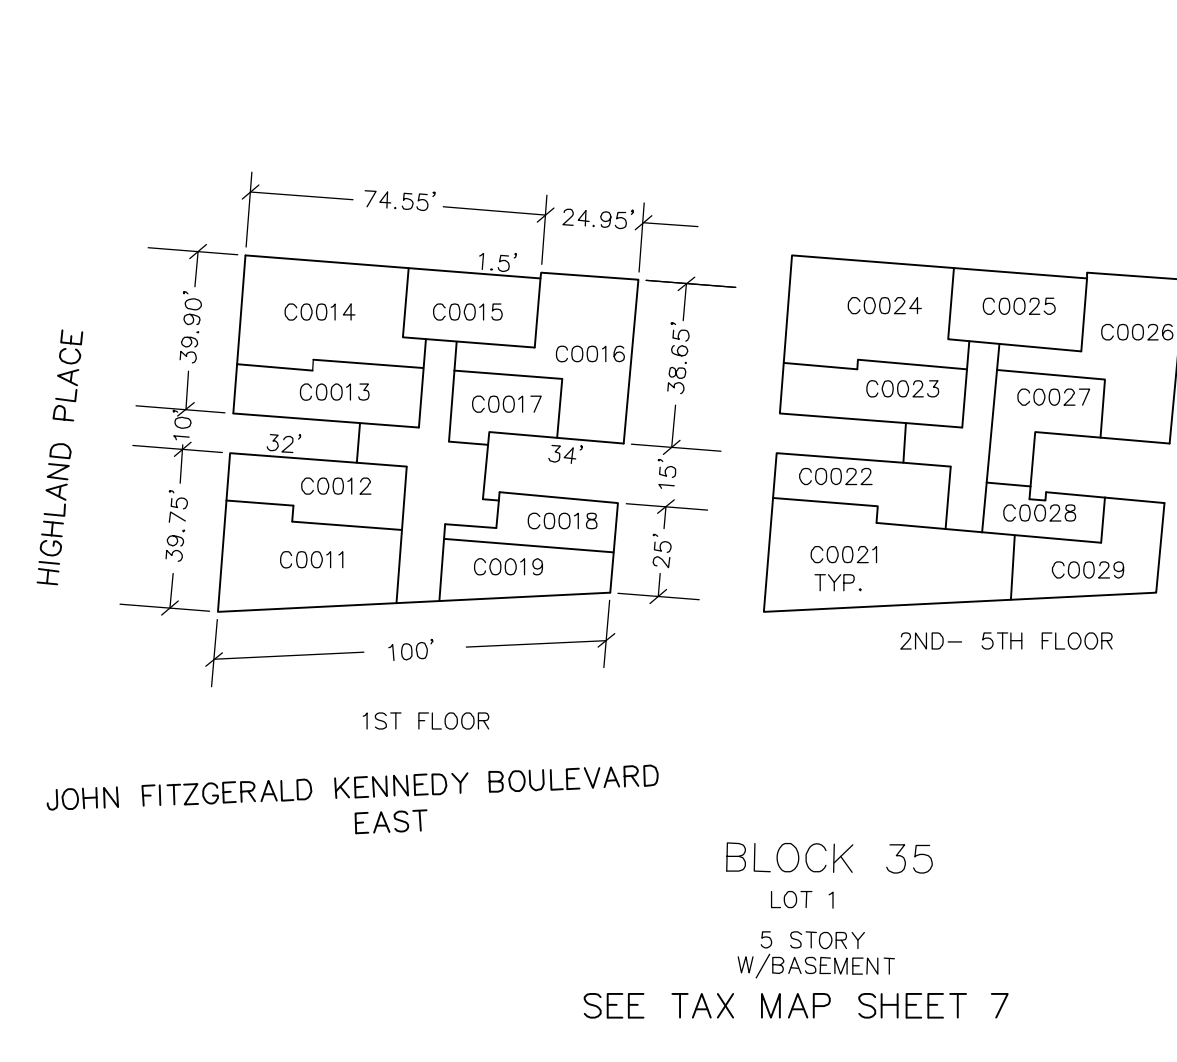 74.55'
24.95'
1.5'
C0014
C0015
C0016
C0013
C0017
39.90'
38.65'
10'
32'
34'
15'
C0012
C0018
39.75'
C0011
C0019
25'
100'
1ST FLOOR
HIGHLAND PLACE
JOHN FITZGERALD KENNEDY BOULEVARD
EAST
C0024
C0025
C0026
C0023
C0027
C0022
C0028
C0021
TYP.
C0029
2ND- 5TH FLOOR
BLOCK 35
LOT 1
5 STORY
W/BASEMENT
SEE TAX MAP SHEET 7